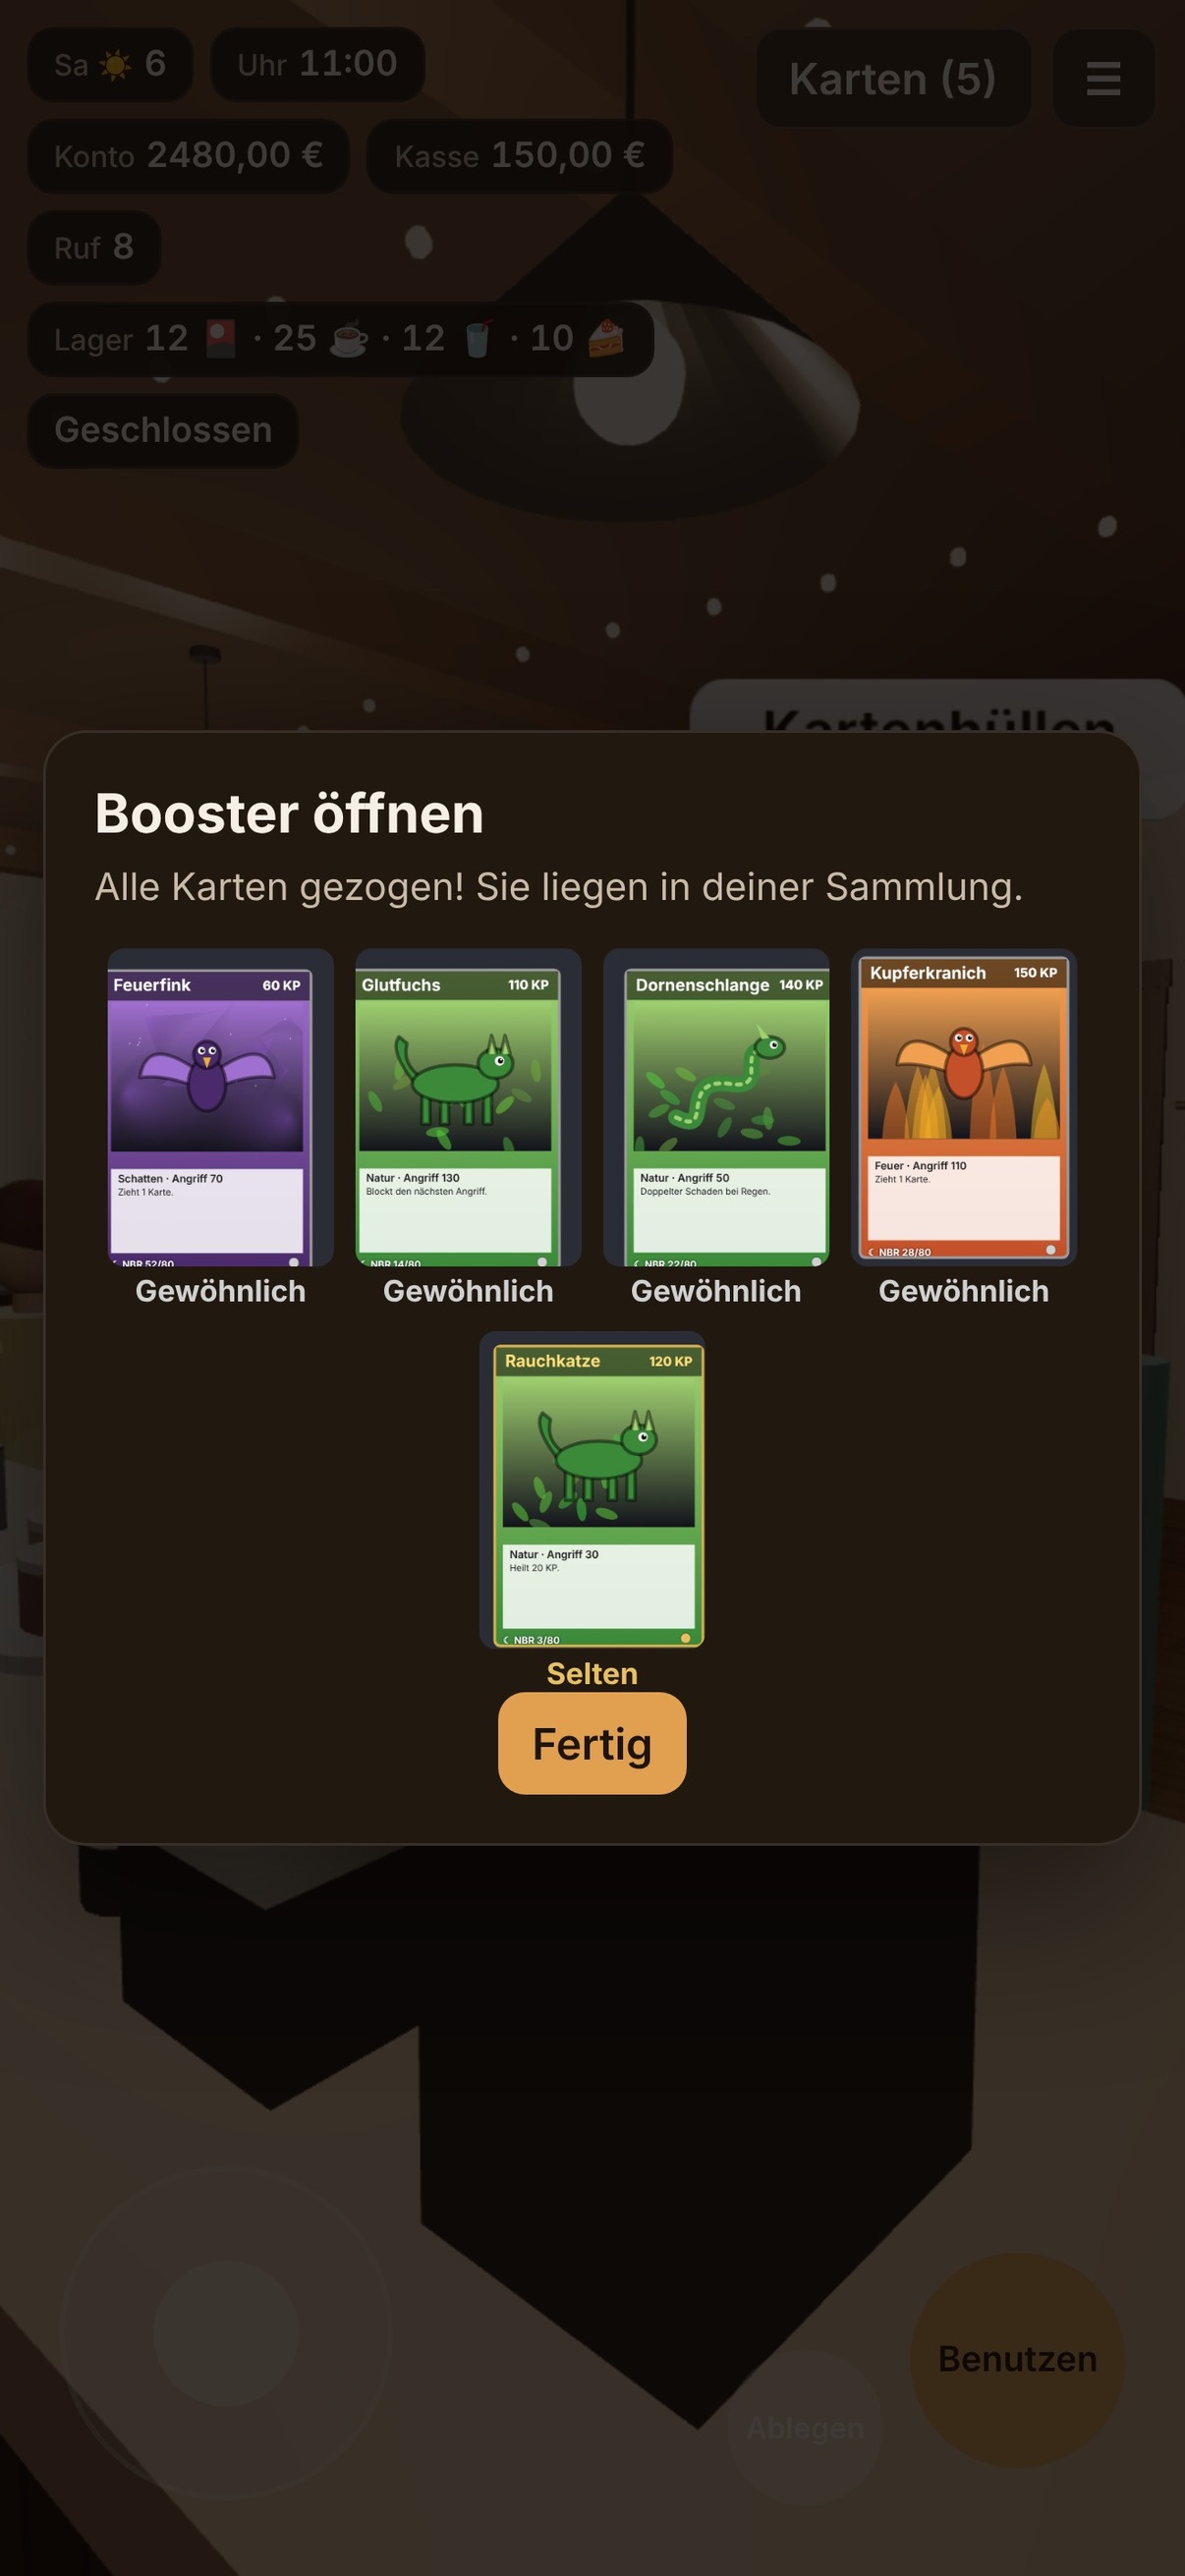 Sa ☀️ 6 Uhr 11:00
Karten (5) ☰
Konto 2480,00 € Kasse 150,00 €
Ruf 8
Lager 12 🎴 · 25 ☕ · 12 🥤 · 10 🍰
Geschlossen
Kartenhüllen
Booster öffnen
Alle Karten gezogen! Sie liegen in deiner Sammlung.
Feuerfink 60 KP
Schatten · Angriff 70
Zieht 1 Karte.
NBR 52/80
Gewöhnlich
Glutfuchs 110 KP
Natur · Angriff 130
Blockt den nächsten Angriff.
NBR 14/80
Gewöhnlich
Dornenschlange 140 KP
Natur · Angriff 50
Doppelter Schaden bei Regen.
NBR 22/80
Gewöhnlich
Kupferkranich 150 KP
Feuer · Angriff 110
Zieht 1 Karte.
☾ NBR 28/80
Gewöhnlich
Rauchkatze 120 KP
Natur · Angriff 30
Heilt 20 KP.
☾ NBR 3/80
Selten
Fertig
Benutzen
Ablegen